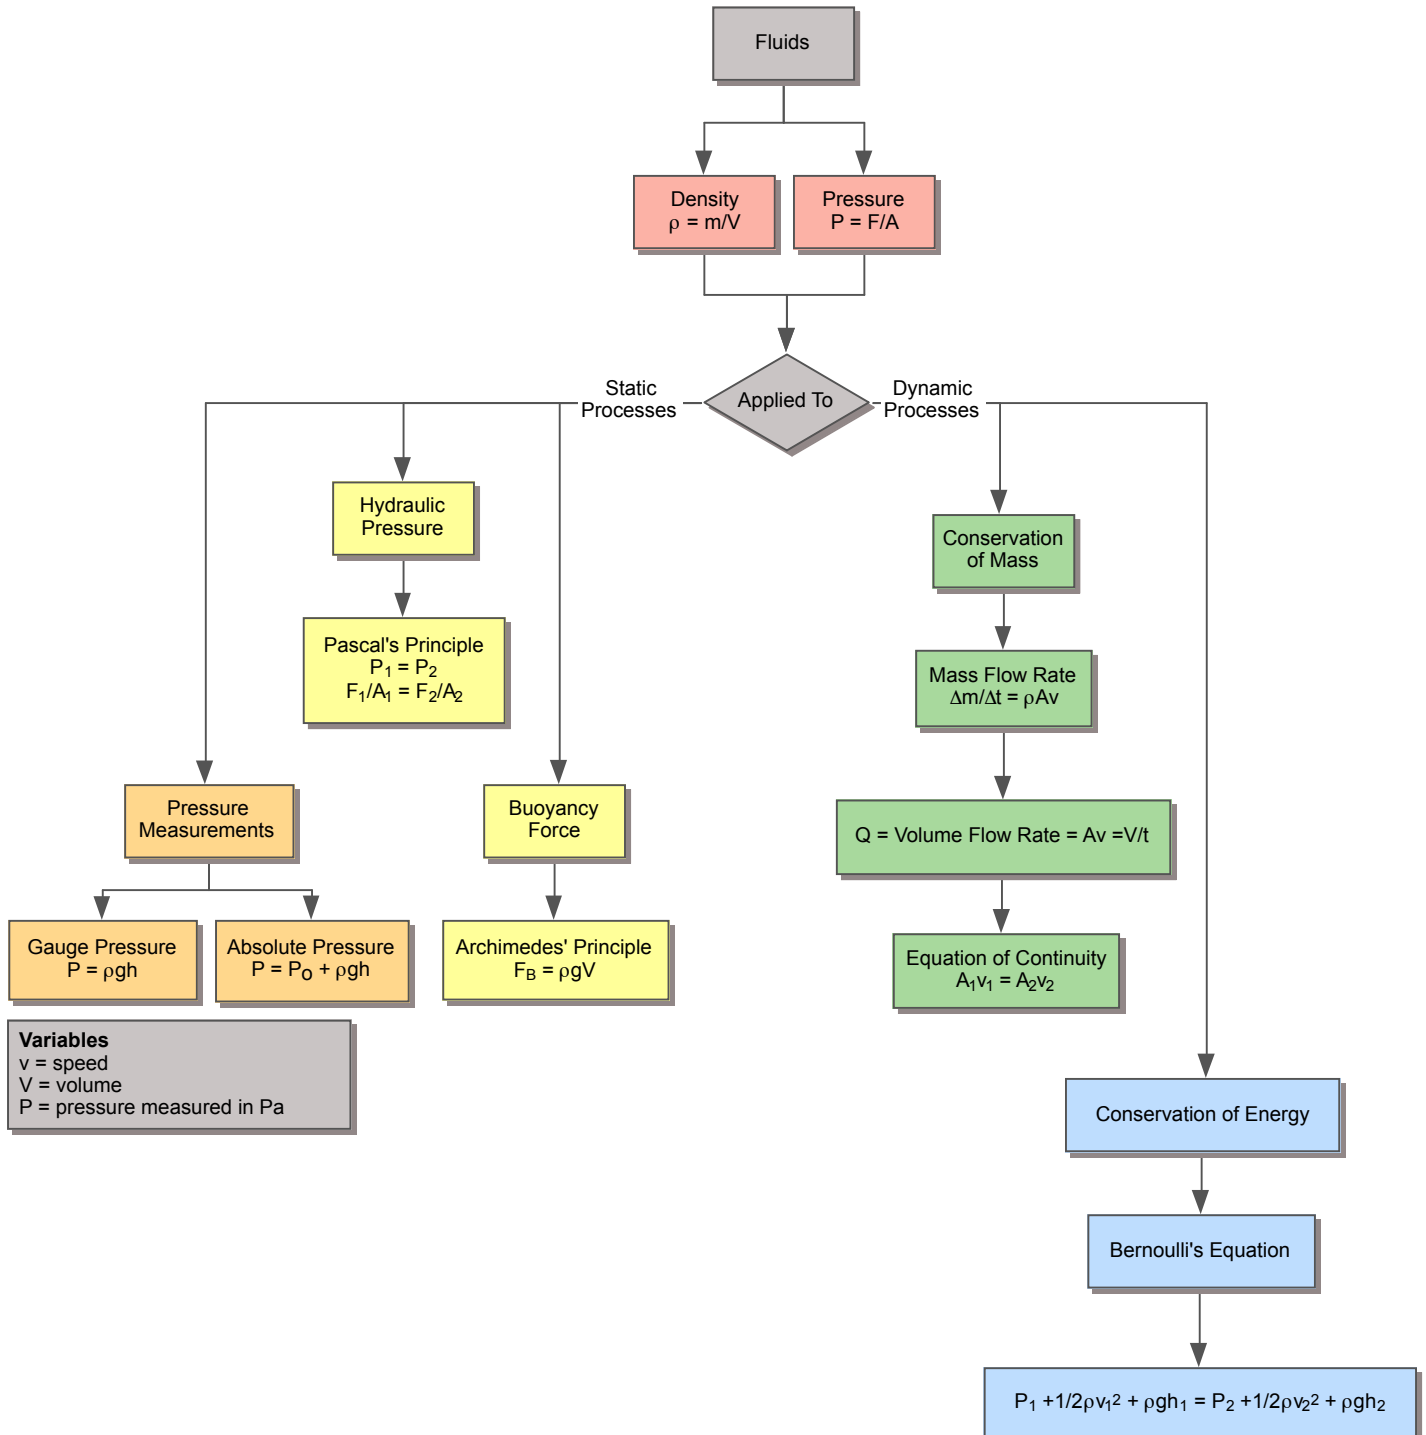 Fluids
Density
ρ = m/V
Pressure
P = F/A
Applied To
Static
Processes
Dynamic
Processes
Hydraulic
Pressure
Pascal's Principle
P₁ = P₂
F₁/A₁ = F₂/A₂
Pressure
Measurements
Gauge Pressure
P = ρgh
Absolute Pressure
P = P₀ + ρgh
Buoyancy
Force
Archimedes' Principle
F_B = ρgV
Variables
v = speed
V = volume
P = pressure measured in Pa
Conservation
of Mass
Mass Flow Rate
Δm/Δt = ρAv
Q = Volume Flow Rate = Av =V/t
Equation of Continuity
A₁v₁ = A₂v₂
Conservation of Energy
Bernoulli's Equation
P₁ +1/2ρv₁² + ρgh₁ = P₂ +1/2ρv₂² + ρgh₂